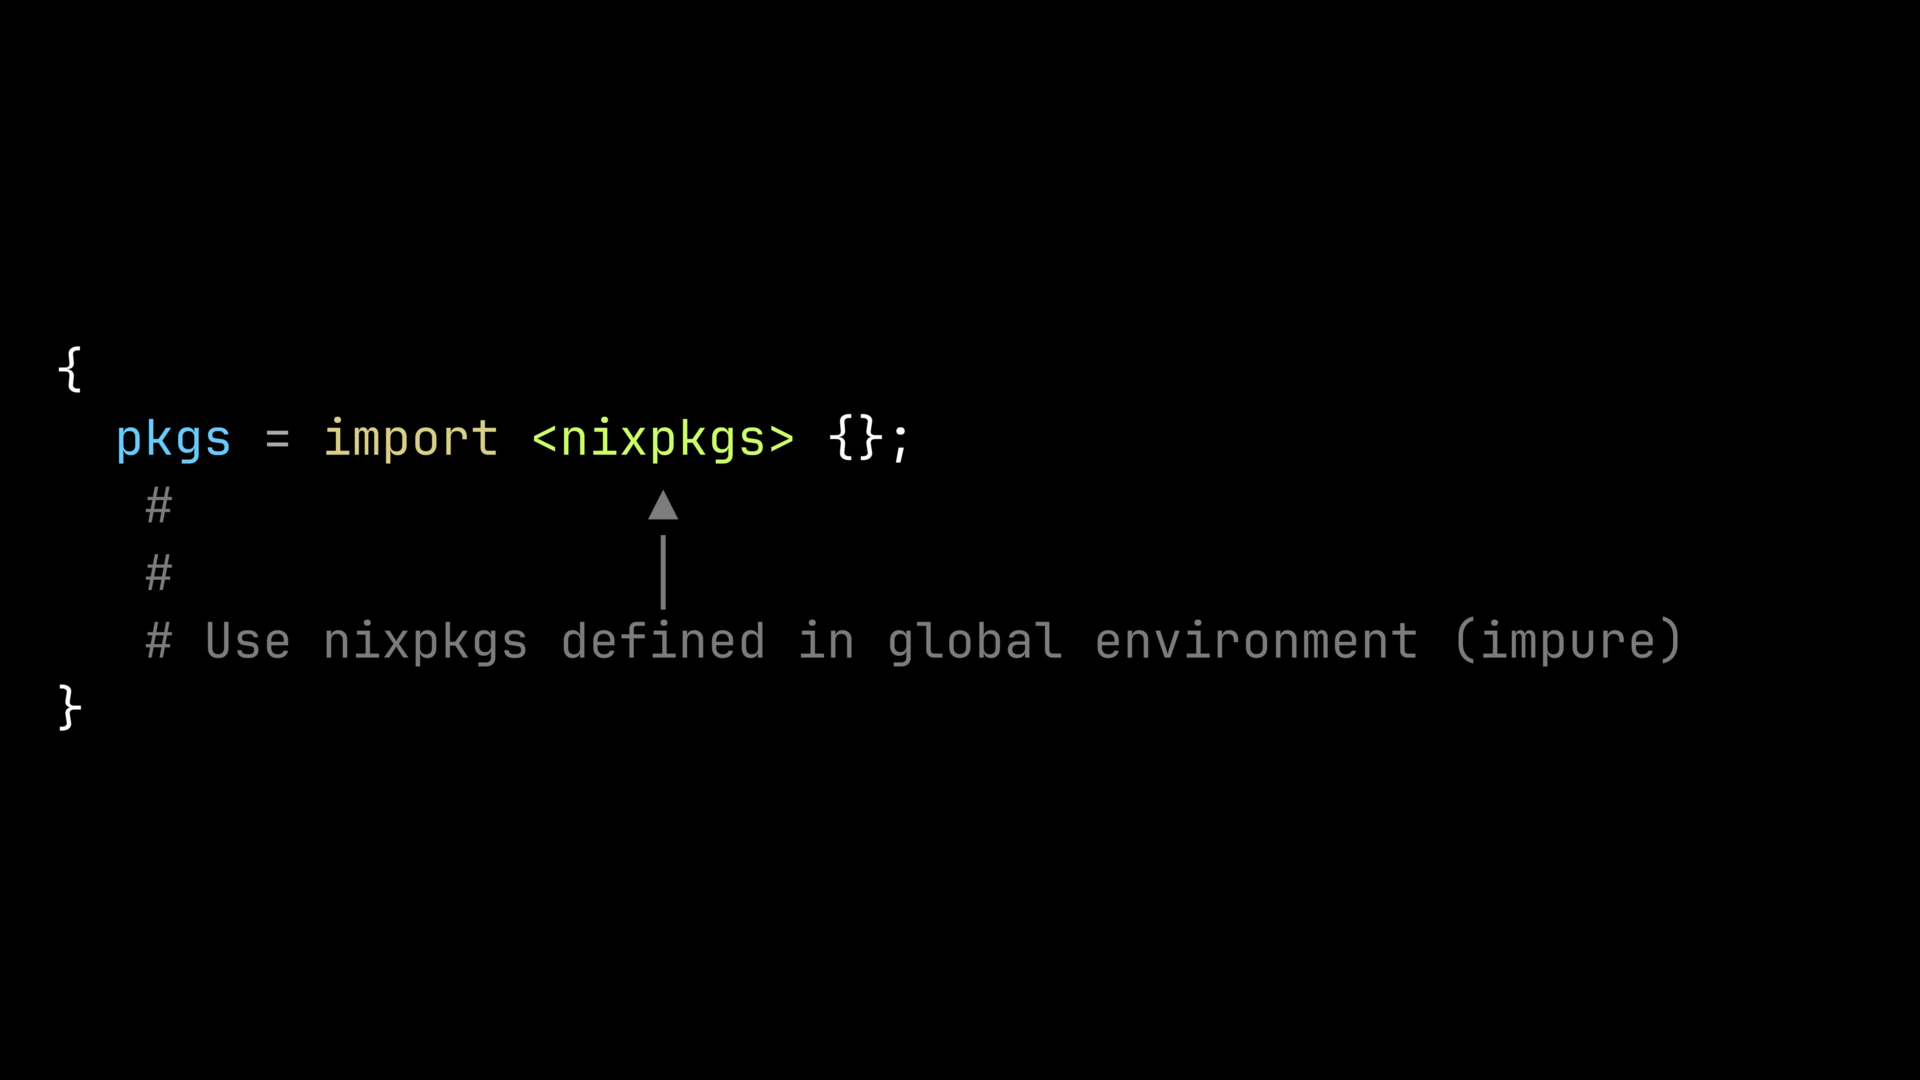 {
  pkgs = import <nixpkgs> {};
   #                ▲
   #                │
   # Use nixpkgs defined in global environment (impure)
}